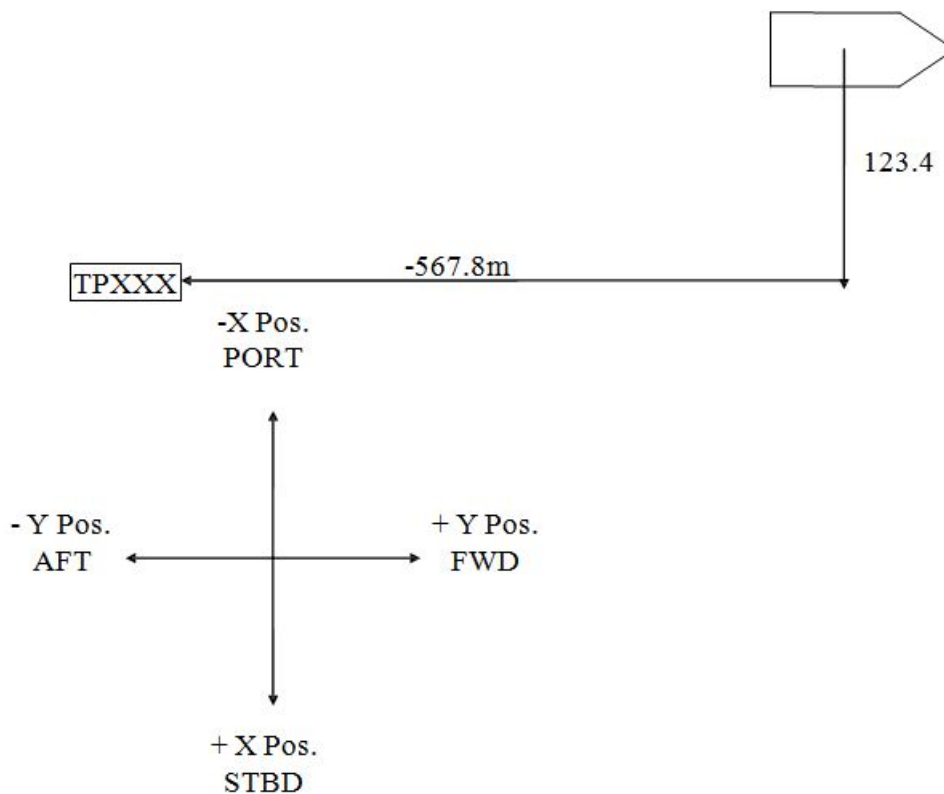 123.4
TPXXX
-567.8m
-X Pos.
PORT
- Y Pos.
AFT
+ Y Pos.
FWD
+ X Pos.
STBD